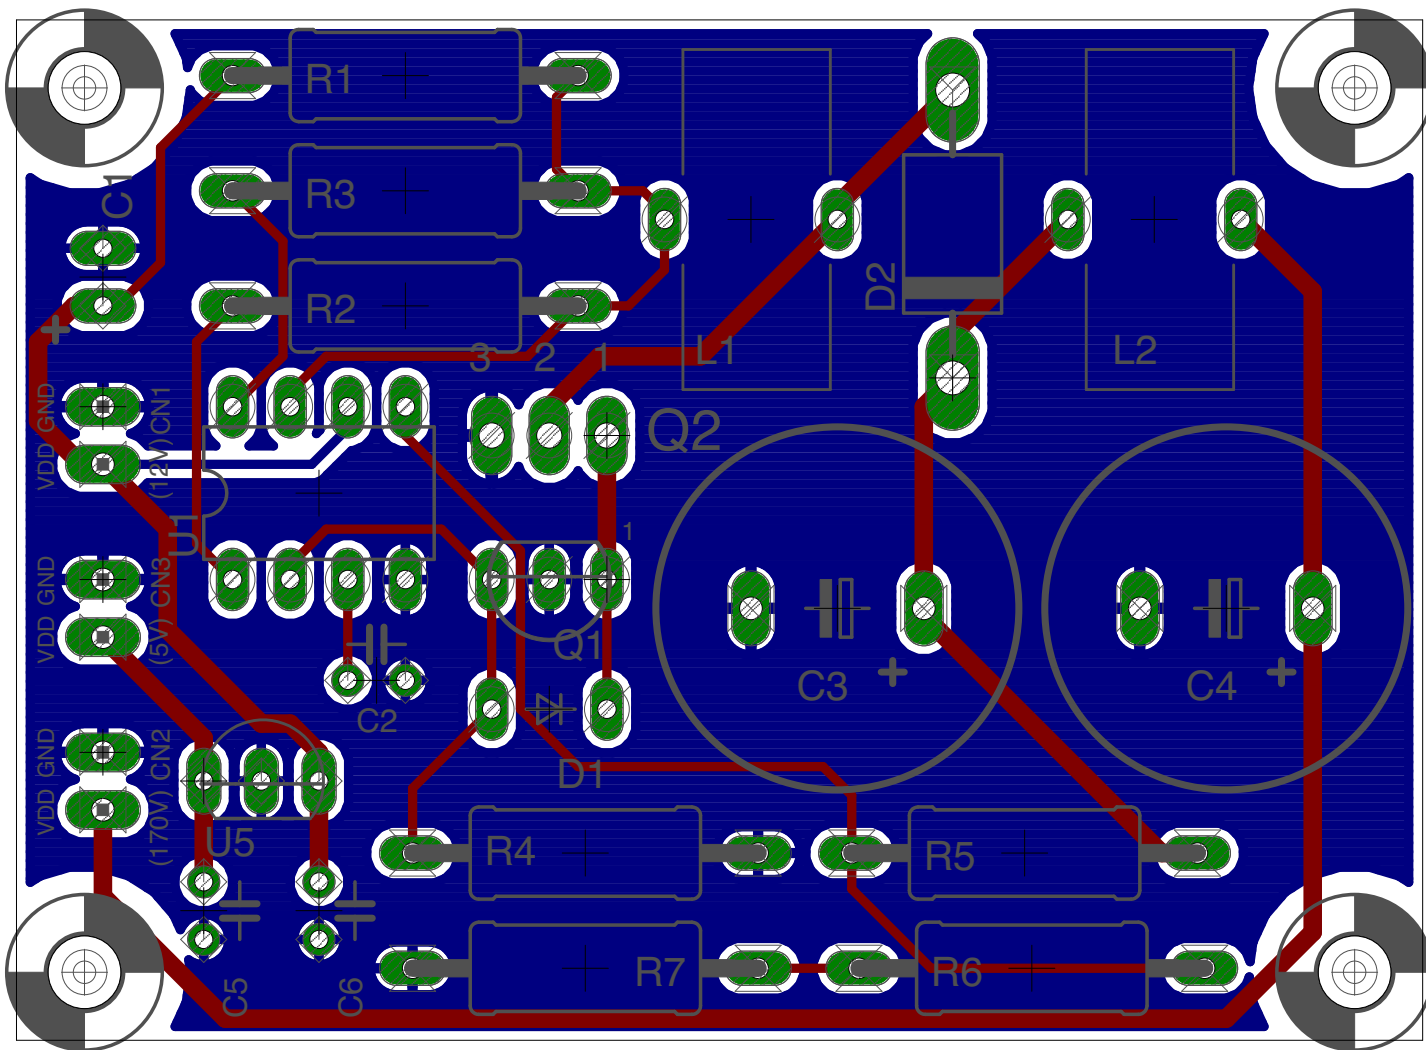 R1
C1
R3
D2
R2
3 2 1
L1
L2
+
VDD GND
(12V) CN1
Q2
U1
1
VDD GND
(5V) CN3
Q1
C2
C3 +
C4 +
D1
VDD GND
(170V) CN2
U5
R4
R5
C5
C6
R7
R6